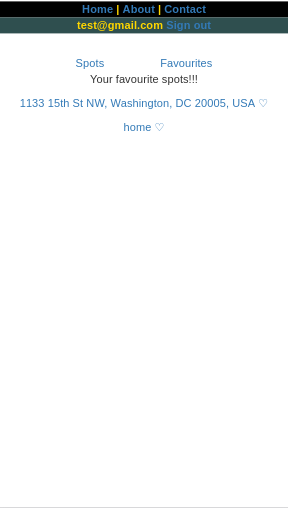 Home | About | Contact
test@gmail.com Sign out
Spots Favourites
Your favourite spots!!!
1133 15th St NW, Washington, DC 20005, USA ♡
home ♡